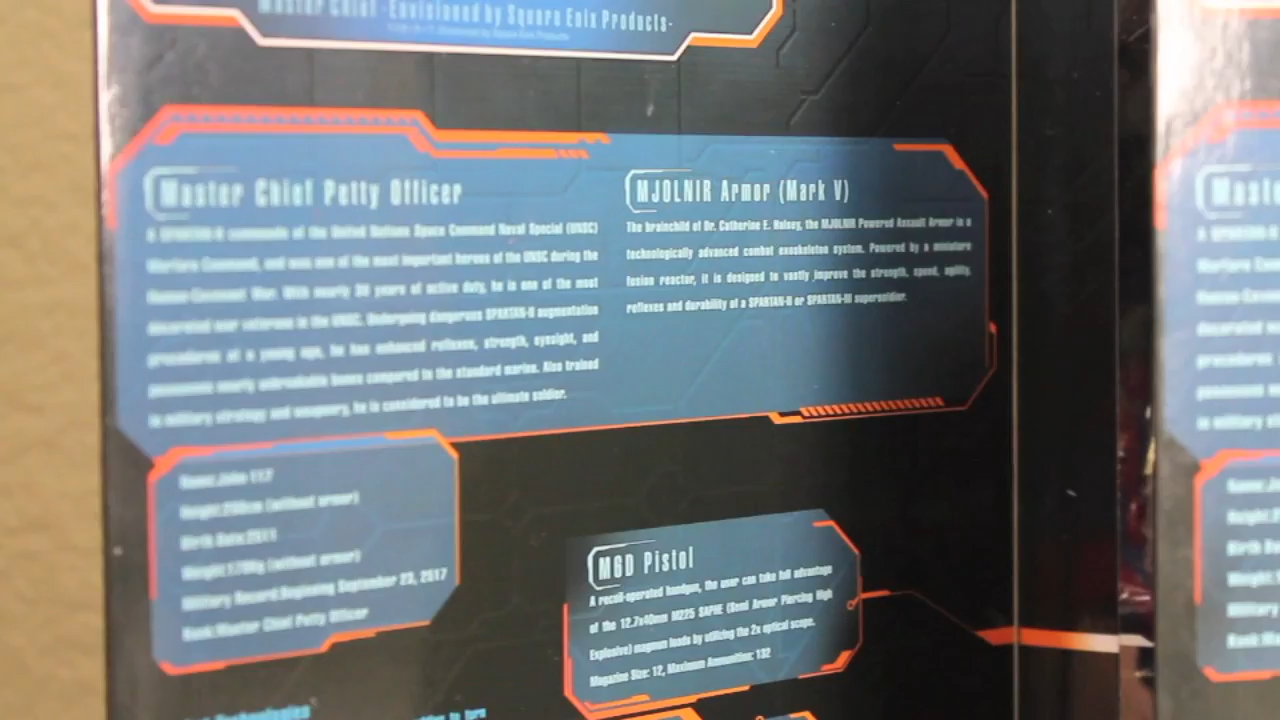 Master Chief -Envisioned by Square Enix Products-
Master Chief Petty Officer
A SPARTAN-II commando of the United Nations Space Command Naval Special (UNSC)
Warfare Command, and was one of the most important heroes of the UNSC during the
Human-Covenant War. With nearly 30 years of active duty, he is one of the most
decorated war veterans in the UNSC. Undergoing dangerous SPARTAN-II augmentation
procedures at a young age, he has enhanced reflexes, strength, eyesight, and
possesses nearly unbreakable bones compared to the standard marine. Also trained
in military strategy and weaponry, he is considered to be the ultimate soldier.
MJOLNIR Armor (Mark V)
The brainchild of Dr. Catherine E. Halsey, the MJOLNIR Powered Assault Armor is a
technologically advanced combat exoskeleton system. Powered by a miniature
fusion reactor, it is designed to vastly improve the strength, speed, agility,
reflexes and durability of a SPARTAN-II or SPARTAN-III supersoldier.
Name:John 117
Height:208cm (without armor)
Birth Date:2511
Weight: (without armor)
Military Record:Beginning September 23, 2517
Rank:Master Chief Petty Officer
M6D Pistol
A recoil-operated handgun, the user can take full advantage
of the 12.7x40mm M225 SAPHE (Semi Armor Piercing High
Explosive) magnum loads by utilizing the 2x optical scope.
Magazine Size: 12, Maximum Ammunition: 132
Technologies
to turn